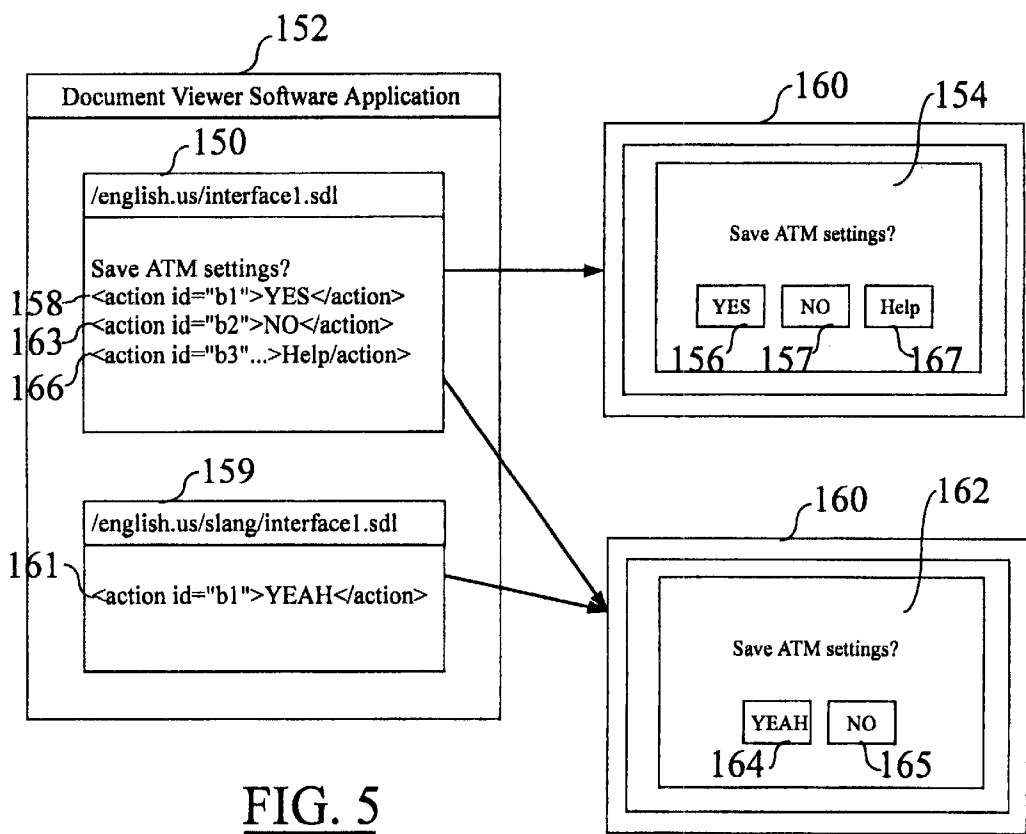 152
Document Viewer Software Application
150
/english.us/interface1.sdl
Save ATM settings?
158 <action id="b1">YES</action>
163 <action id="b2">NO</action>
166 <action id="b3"...>Help/action>
159
/english.us/slang/interface1.sdl
161 <action id="b1">YEAH</action>
160
154
Save ATM settings?
YES NO Help
156 157 167
160
162
Save ATM settings?
YEAH NO
164 165
FIG. 5